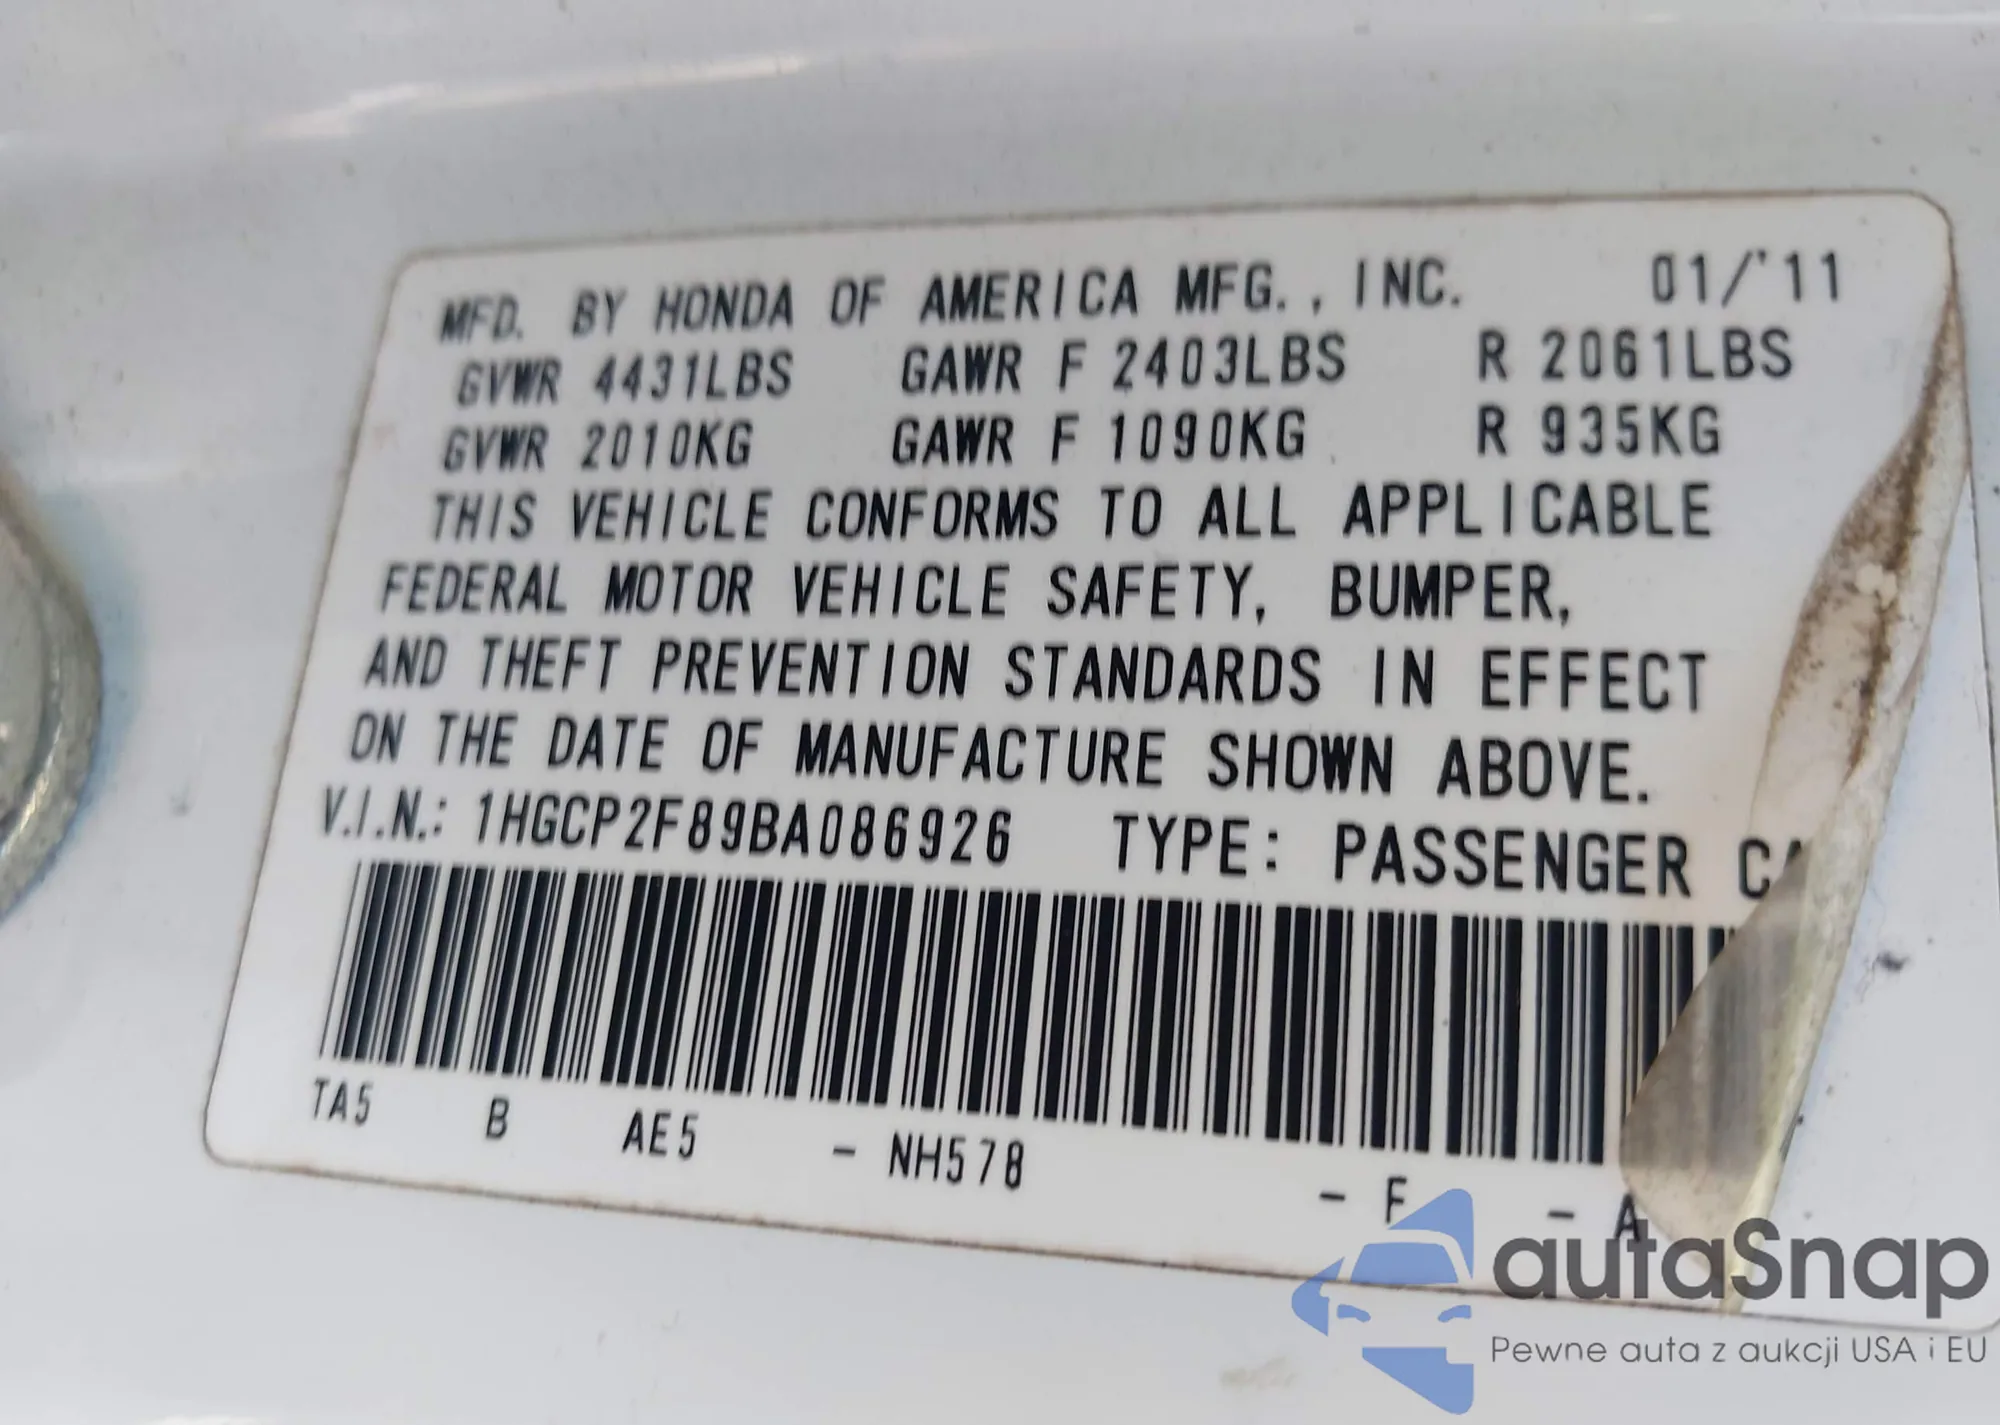 MFD. BY HONDA OF AMERICA MFG., INC. 01/'11
GVWR 4431LBS GAWR F 2403LBS R 2061LBS
GVWR 2010KG GAWR F 1090KG R 935KG
THIS VEHICLE CONFORMS TO ALL APPLICABLE
FEDERAL MOTOR VEHICLE SAFETY, BUMPER,
AND THEFT PREVENTION STANDARDS IN EFFECT
ON THE DATE OF MANUFACTURE SHOWN ABOVE.
V.I.N.: 1HGCP2F89BA086926 TYPE: PASSENGER CA
TA5 B AE5 - NH578 - F - A
autaSnap
Pewne auta z aukcji USA i EU